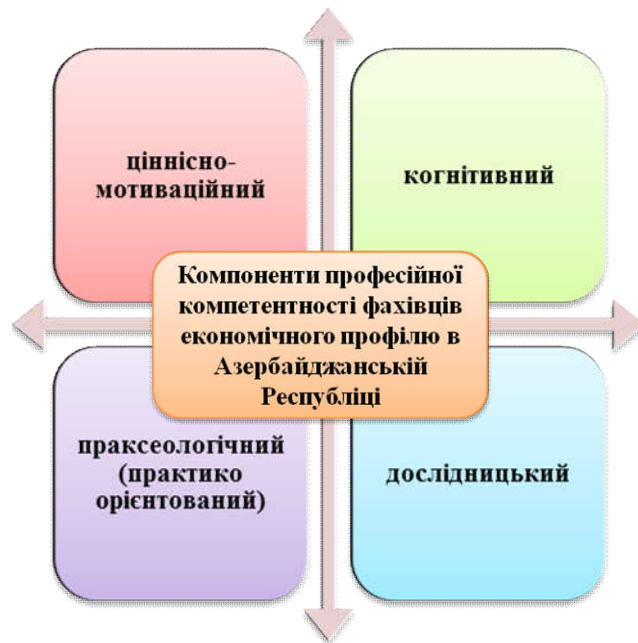 ціннісно-
мотиваційний
когнітивний
Компоненти професійної
компетентності фахівців
економічного профілю в
Азербайджанській
Республіці
праксеологічний
(практико
орієнтований)
дослідницький